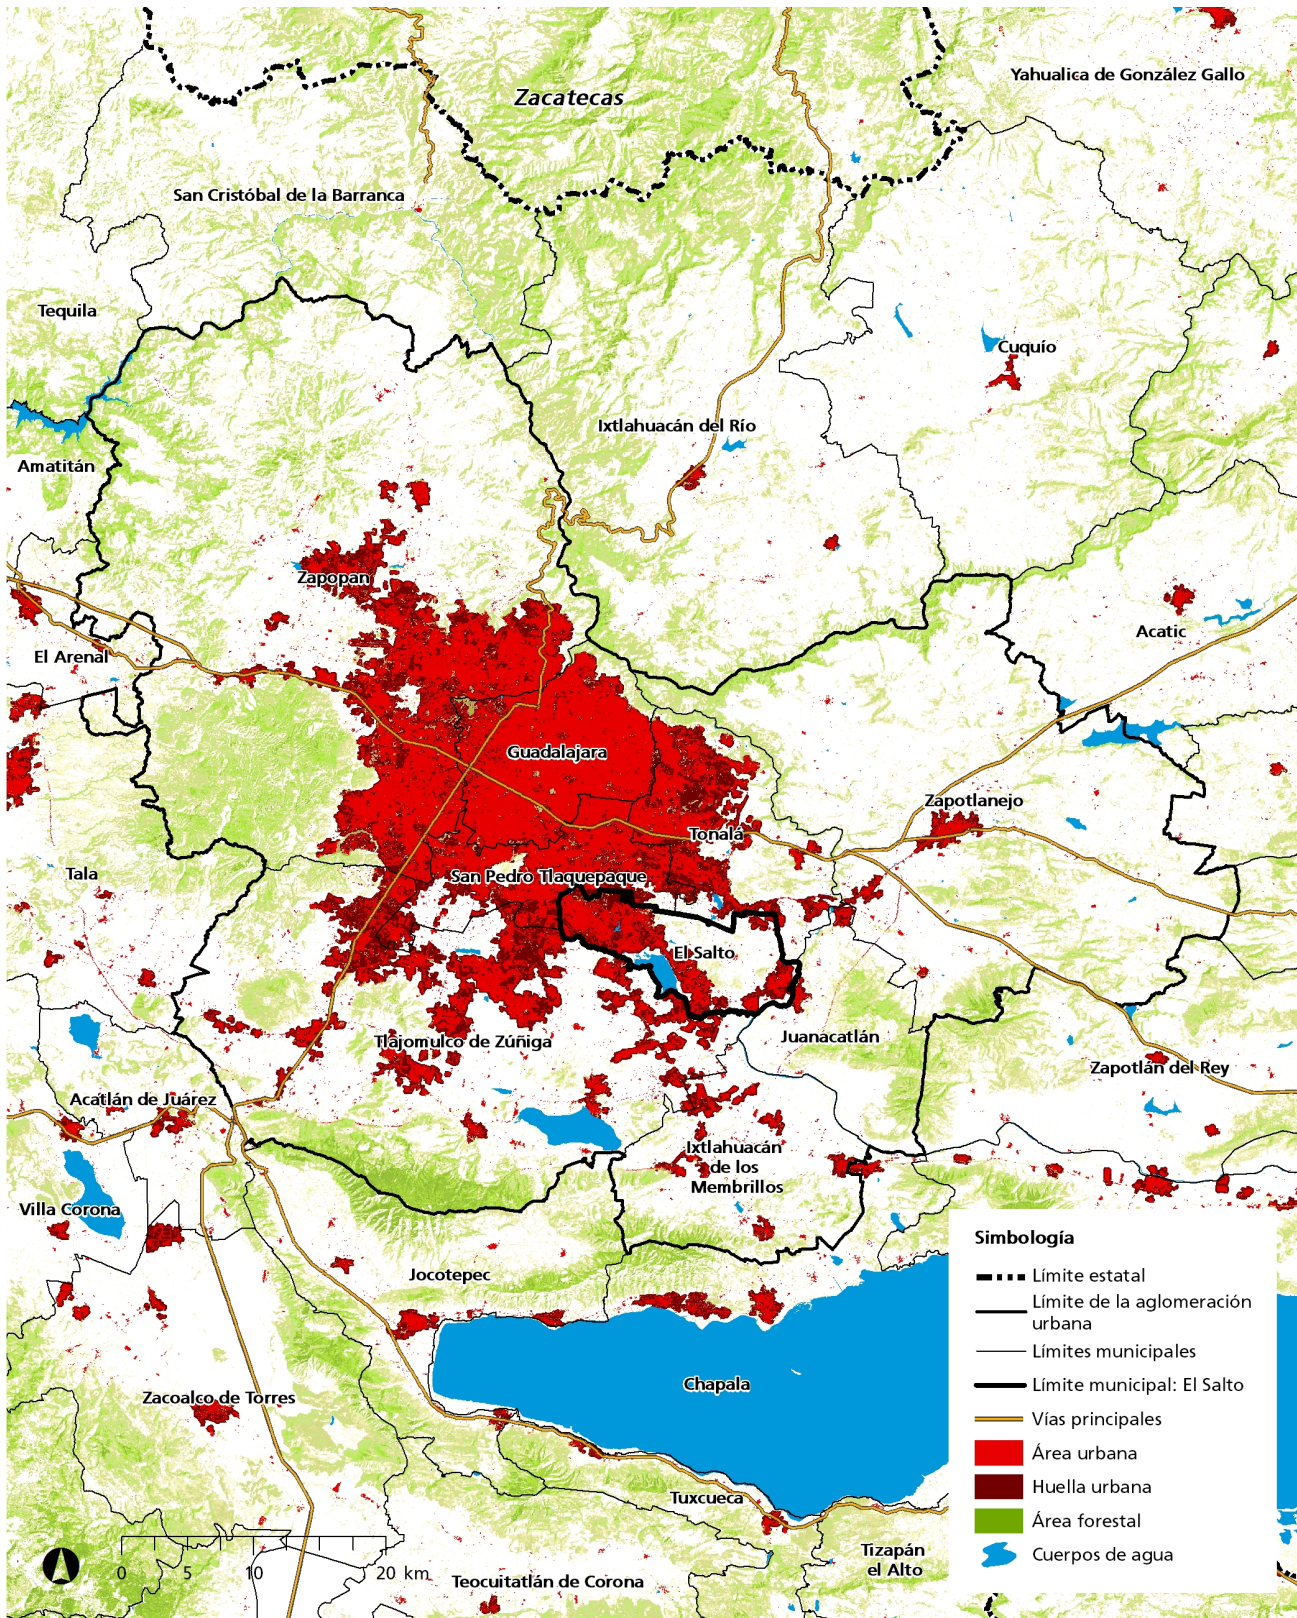 Yahualica de González Gallo
Zacatecas
San Cristóbal de la Barranca
Tequila
Cuquío
Ixtlahuacán del Río
Amatitán
Zapopan
Acatic
El Arenal
Guadalajara
Zapotlanejo
Tonalá
Tala
San Pedro Tlaquepaque
El Salto
Juanacatlán
Tlajomulco de Zúñiga
Zapotlán del Rey
Acatlán de Juárez
Ixtlahuacán
de los
Membrillos
Villa Corona
Jocotepec
Chapala
Zacoalco de Torres
Tuxcueca
Tizapán
el Alto
Teocuitatlán de Corona
0 5 10 20 km
Simbología
Límite estatal
Límite de la aglomeración
urbana
Límites municipales
Límite municipal: El Salto
Vías principales
Área urbana
Huella urbana
Área forestal
Cuerpos de agua